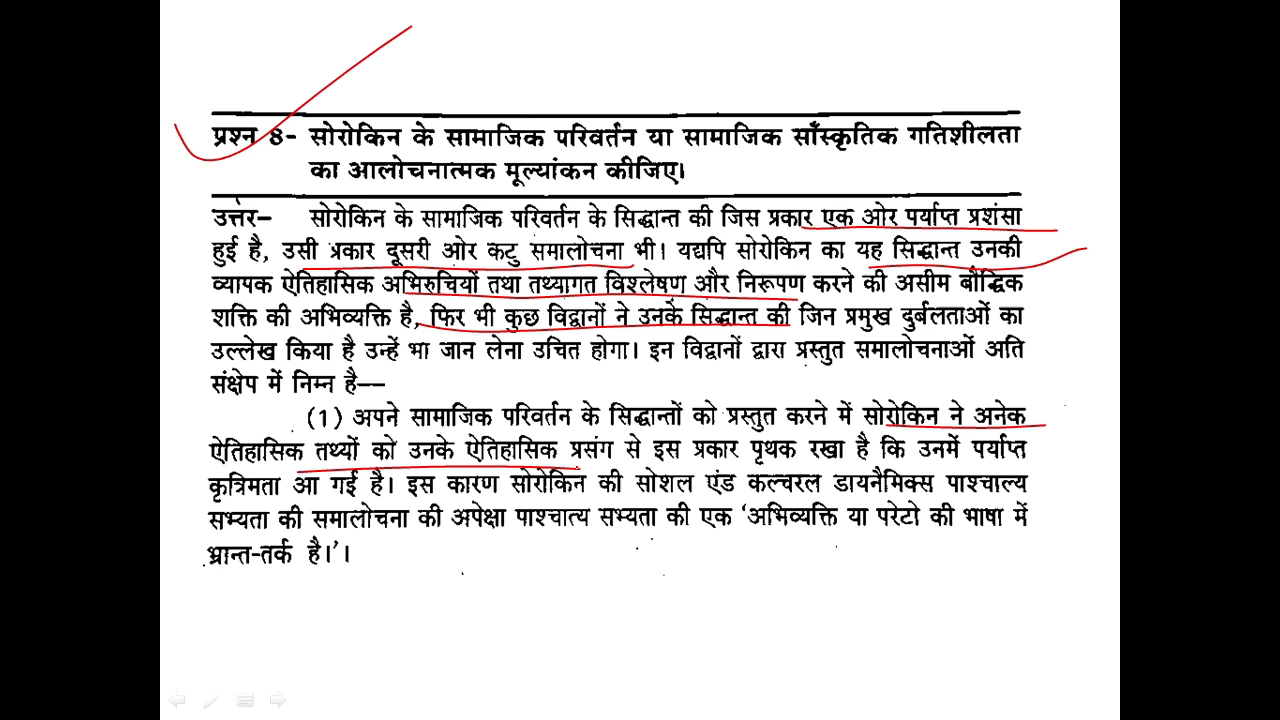 प्रश्न 8- सोरोकिन के सामाजिक परिवर्तन या सामाजिक साँस्कृतिक गतिशीलता
का आलोचनात्मक मूल्यांकन कीजिए।
उत्तर– सोरोकिन के सामाजिक परिवर्तन के सिद्धान्त की जिस प्रकार एक ओर पर्याप्त प्रशंसा
हुई है, उसी प्रकार दूसरी ओर कटु समालोचना भी। यद्यपि सोरोकिन का यह सिद्धान्त उनकी
व्यापक ऐतिहासिक अभिरुचियों तथा तथ्यागत विश्लेषण और निरूपण करने की असीम बौद्धिक
शक्ति की अभिव्यक्ति है, फिर भी कुछ विद्वानों ने उनके सिद्धान्त की जिन प्रमुख दुर्बलताओं का
उल्लेख किया है उन्हें भा जान लेना उचित होगा। इन विद्वानों द्वारा प्रस्तुत समालोचनाओं अति
संक्षेप में निम्न है––
(1) अपने सामाजिक परिवर्तन के सिद्धान्तों को प्रस्तुत करने में सोरोकिन ने अनेक
ऐतिहासिक तथ्यों को उनके ऐतिहासिक प्रसंग से इस प्रकार पृथक रखा है कि उनमें पर्याप्त
कृत्रिमता आ गई है। इस कारण सोरोकिन की सोशल एंड कल्चरल डायनैमिक्स पाश्चाल्य
सभ्यता की समालोचना की अपेक्षा पाश्चात्य सभ्यता की एक ‘अभिव्यक्ति या परेटो की भाषा में
भ्रान्त-तर्क है।’।